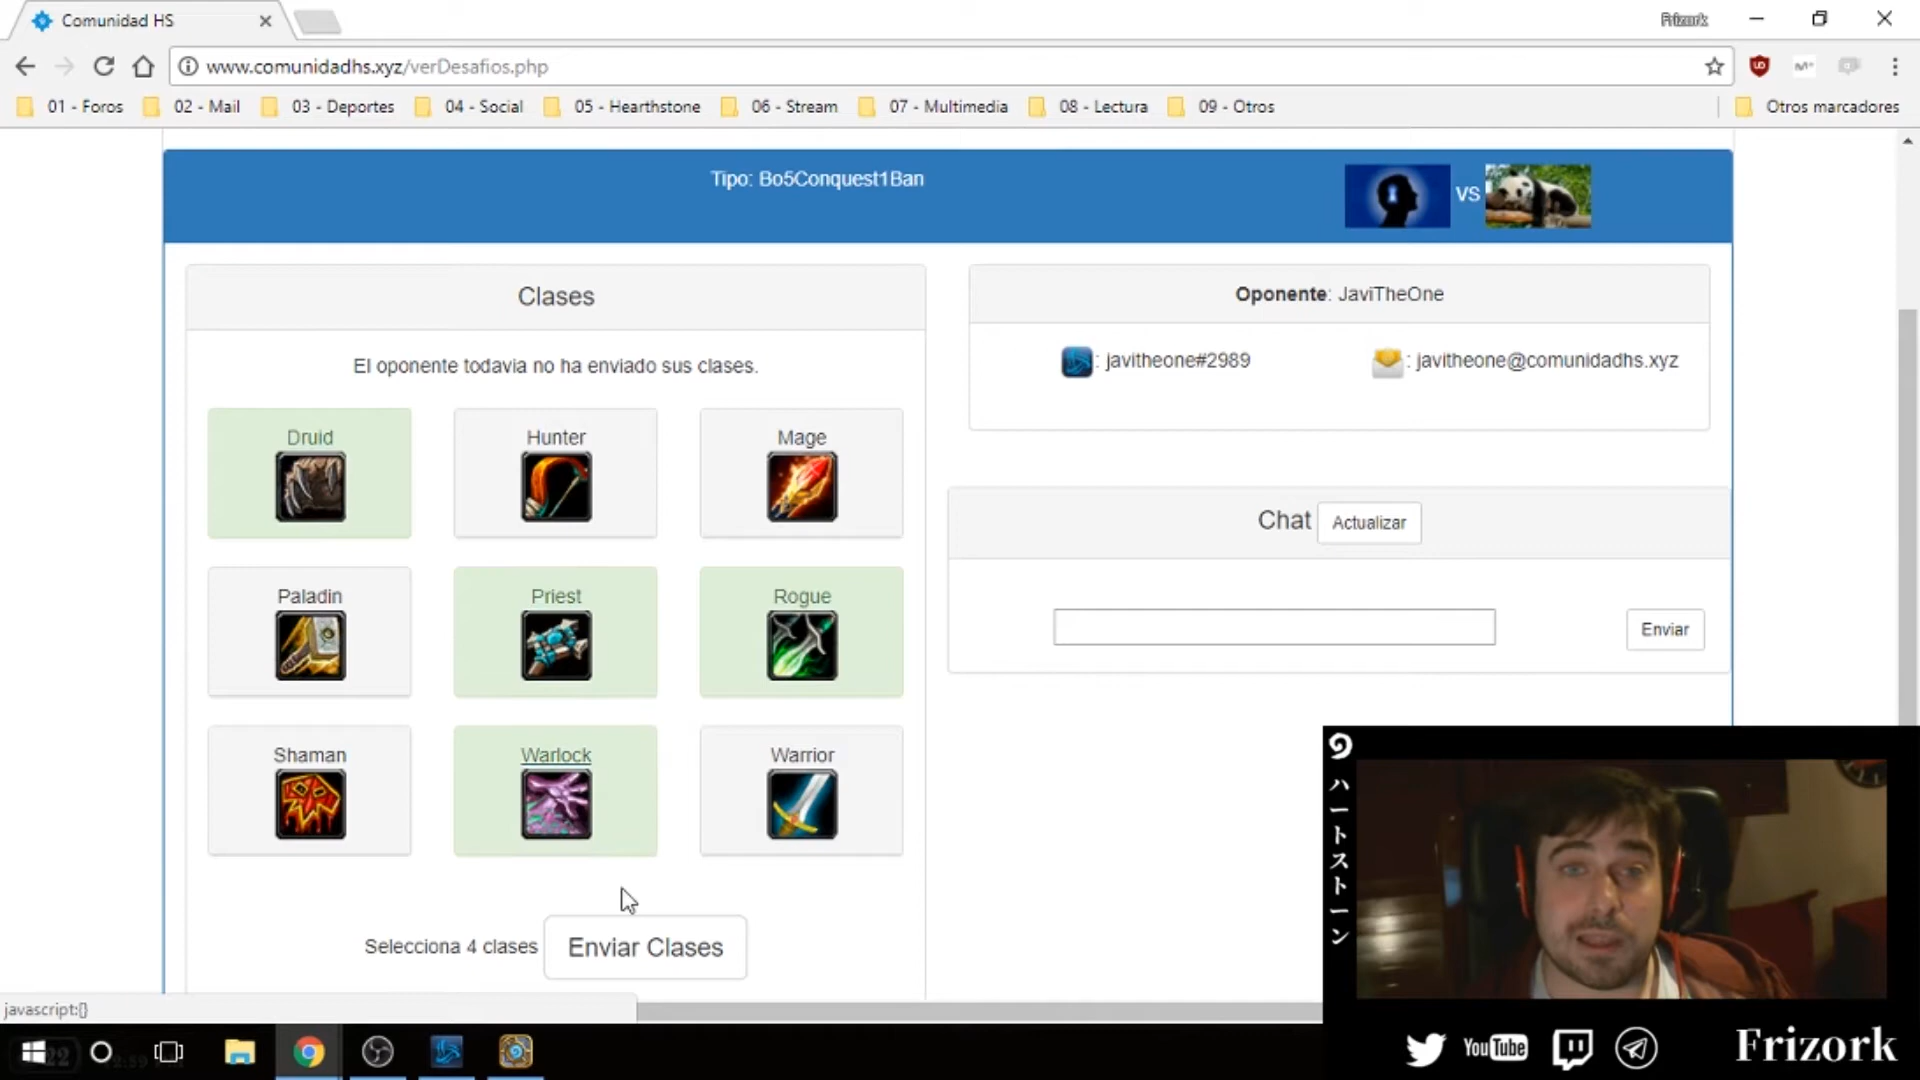 Comunidad HS
Frizork
www.comunidadhs.xyz/verDesafios.php
01 - Foros
02 - Mail
03 - Deportes
04 - Social
05 - Hearthstone
06 - Stream
07 - Multimedia
08 - Lectura
09 - Otros
Otros marcadores
Tipo: Bo5Conquest1Ban
vs
Clases
El oponente todavia no ha enviado sus clases.
Druid
Hunter
Mage
Paladin
Priest
Rogue
Shaman
Warlock
Warrior
Selecciona 4 clases
Enviar Clases
Oponente: JaviTheOne
: javitheone#2989
: javitheone@comunidadhs.xyz
Chat
Actualizar
Enviar
javascript:{}
ハートストーン
YouTube
Frizork